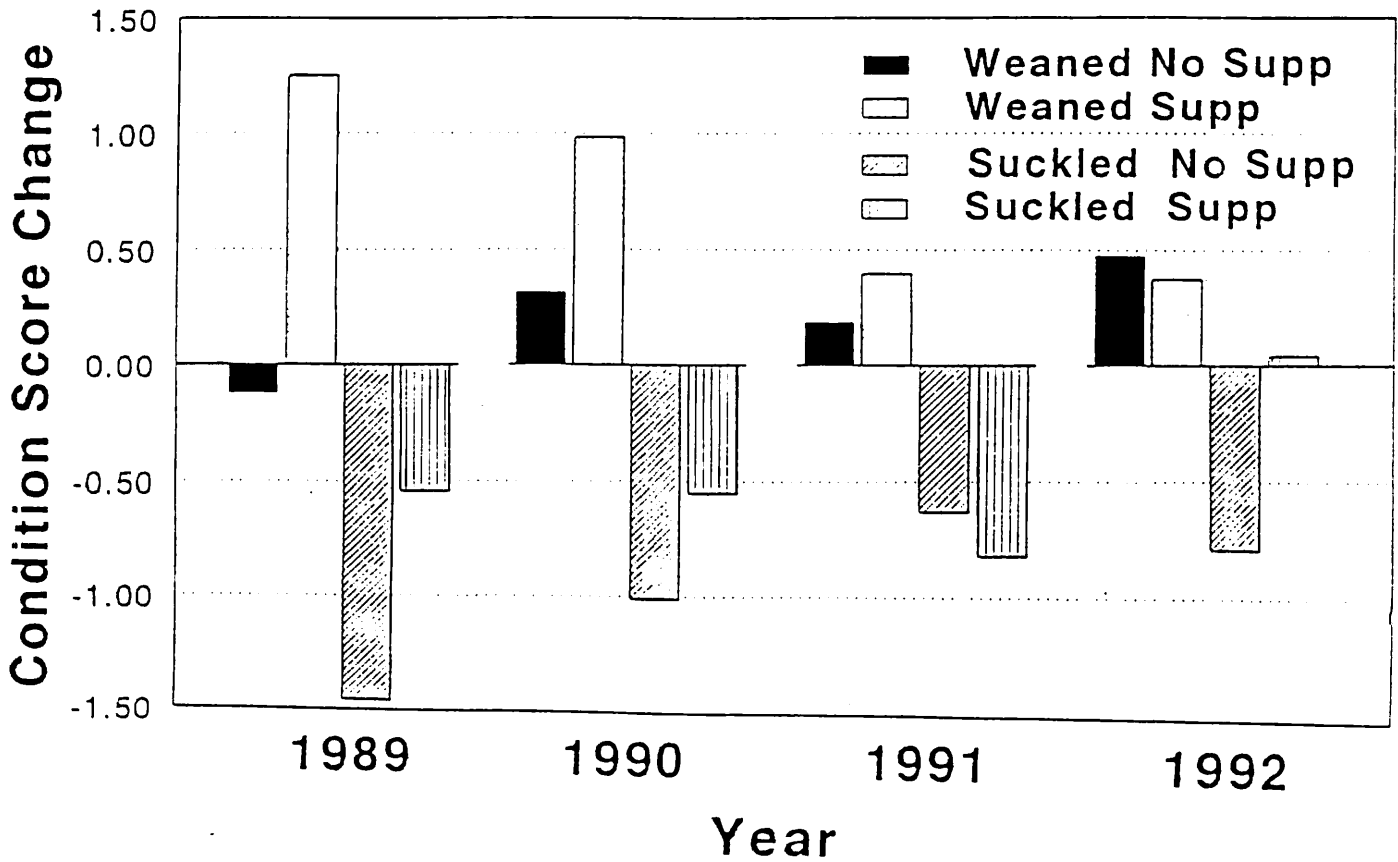 Condition Score Change
1.50
1.00
0.50
0.00
-0.50
-1.00
-1.50
Weaned No Supp
Weaned Supp
Suckled No Supp
Suckled Supp
1989 1990 1991 1992
Year